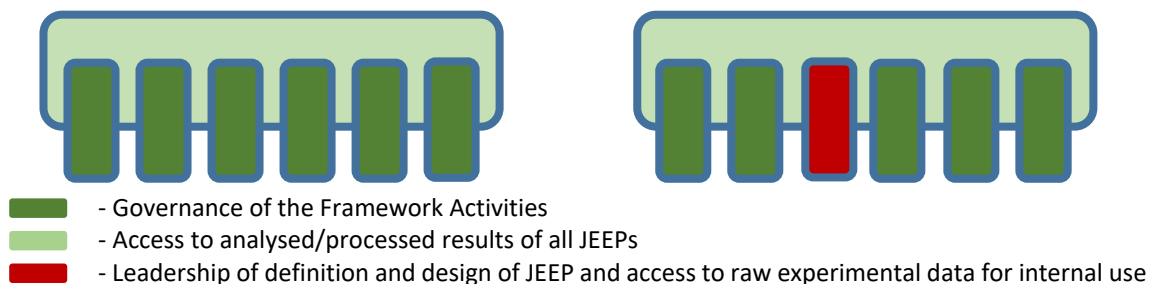 - Governance of the Framework Activities
- Access to analysed/processed results of all JEEPs
- Leadership of definition and design of JEEP and access to raw experimental data for internal use